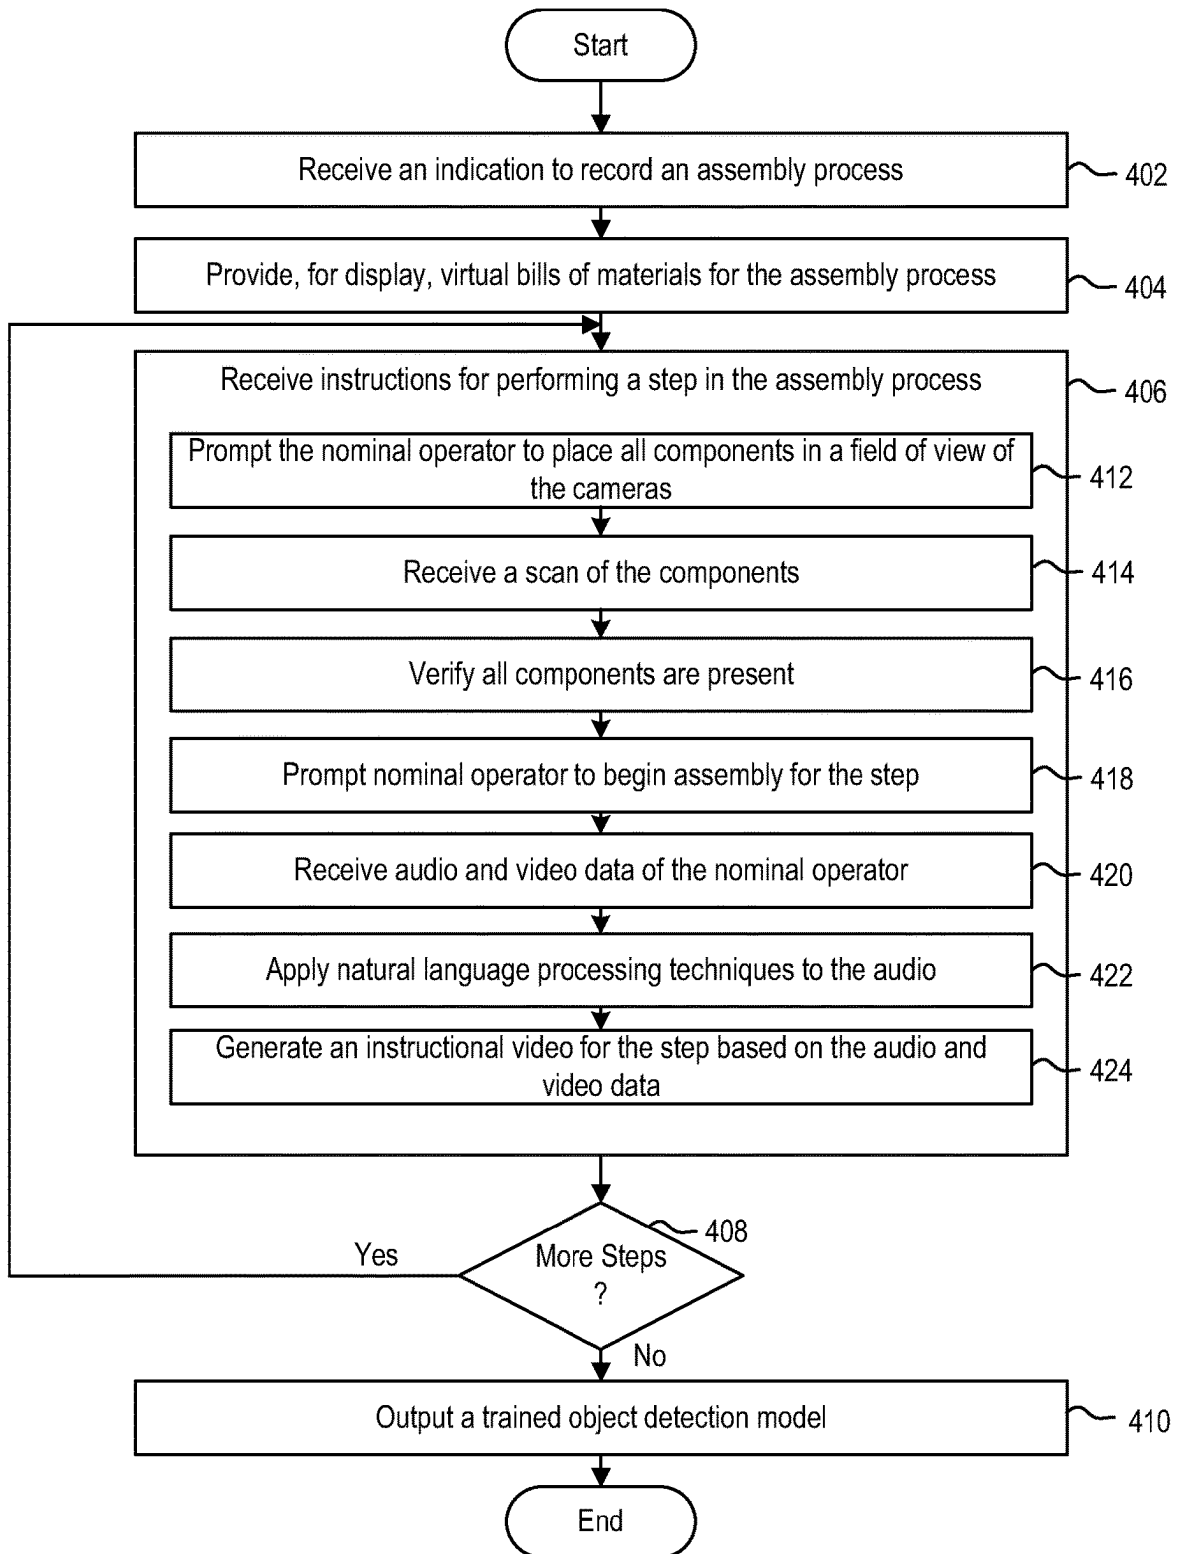 Start
Receive an indication to record an assembly process
402
Provide, for display, virtual bills of materials for the assembly process
404
Receive instructions for performing a step in the assembly process
406
Prompt the nominal operator to place all components in a field of view of
the cameras
412
Receive a scan of the components
414
Verify all components are present
416
Prompt nominal operator to begin assembly for the step
418
Receive audio and video data of the nominal operator
420
Apply natural language processing techniques to the audio
422
Generate an instructional video for the step based on the audio and
video data
424
408
More Steps
?
Yes
No
Output a trained object detection model
410
End